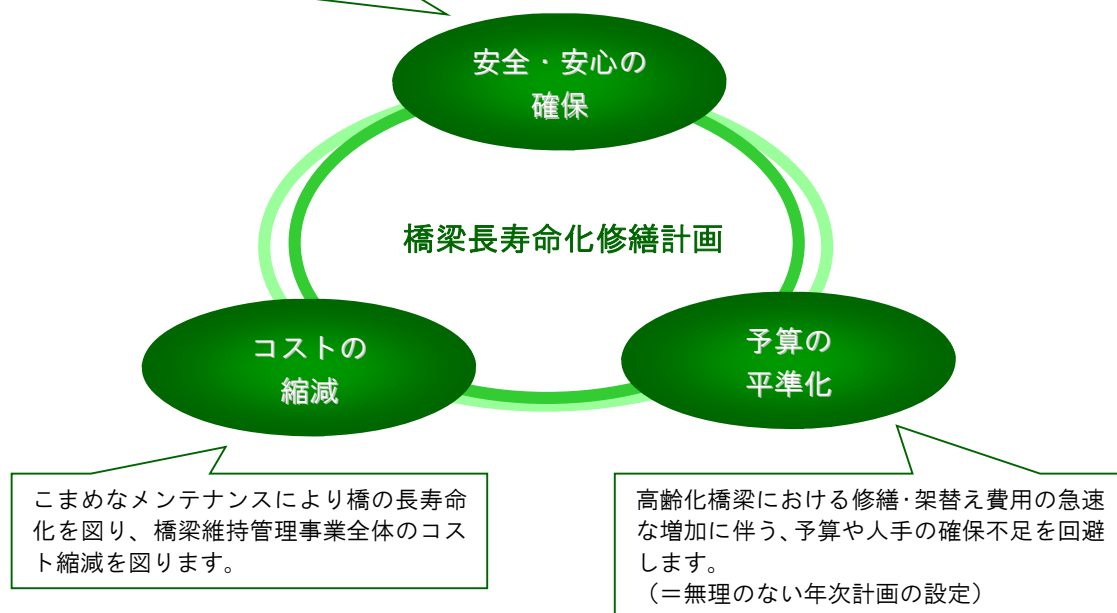 安全・安心の
確保
橋梁長寿命化修繕計画
コストの
縮減
予算の
平準化
こまめなメンテナンスにより橋の長寿命
化を図り、橋梁維持管理事業全体のコス
ト縮減を図ります。
高齢化橋梁における修繕・架替え費用の急速
な増加に伴う、予算や人手の確保不足を回避
します。
（＝無理のない年次計画の設定）